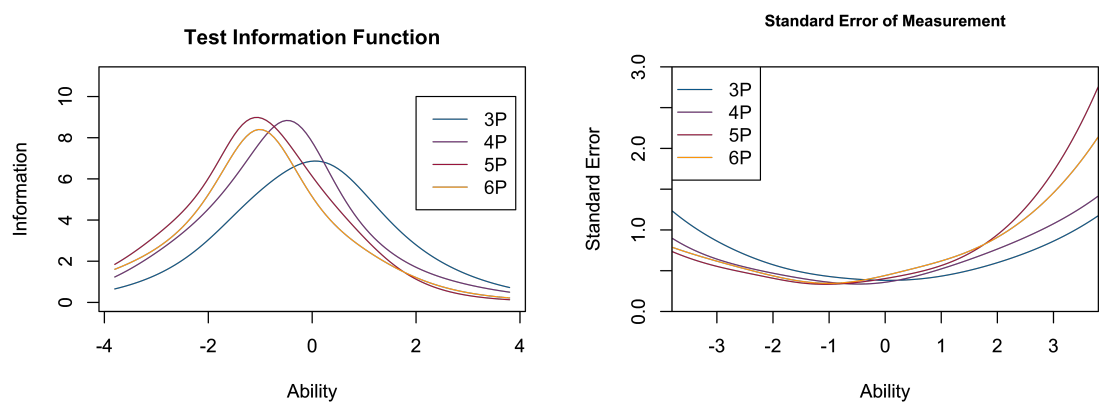 Test Information Function
Information
0 2 4 6 8 10
3P
4P
5P
6P
-4 -2 0 2 4
Ability
Standard Error of Measurement
Standard Error
0.0 1.0 2.0 3.0
3P
4P
5P
6P
-3 -2 -1 0 1 2 3
Ability